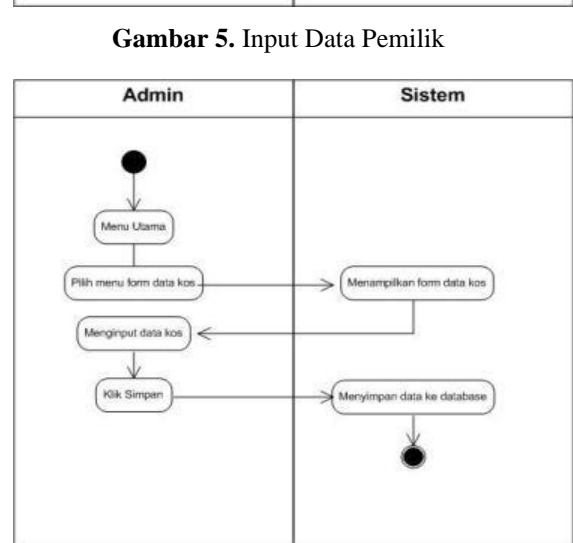 Gambar 5. Input Data Pemilik
Admin
Sistem
Menu Utama
Pilih menu form data kos
Menampilkan form data kos
Menginput data kos
Klik Simpan
Menyimpan data ke database